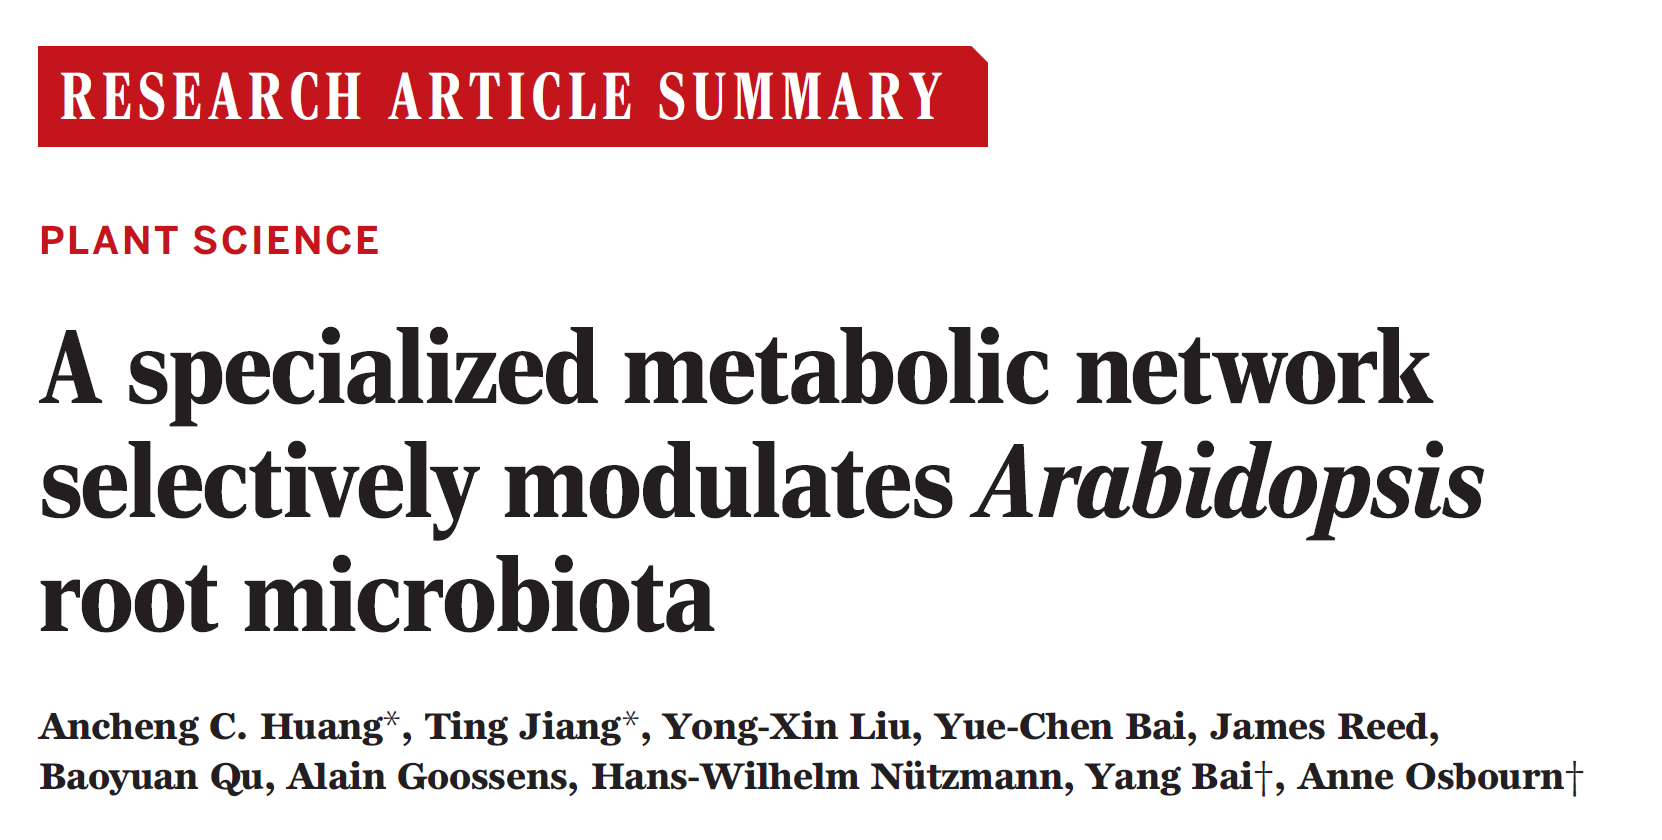 RESEARCH ARTICLE SUMMARY
PLANT SCIENCE
A specialized metabolic network
selectively modulates Arabidopsis
root microbiota
Ancheng C. Huang*, Ting Jiang*, Yong-Xin Liu, Yue-Chen Bai, James Reed,
Baoyuan Qu, Alain Goossens, Hans-Wilhelm Nützmann, Yang Bai†, Anne Osbourn†